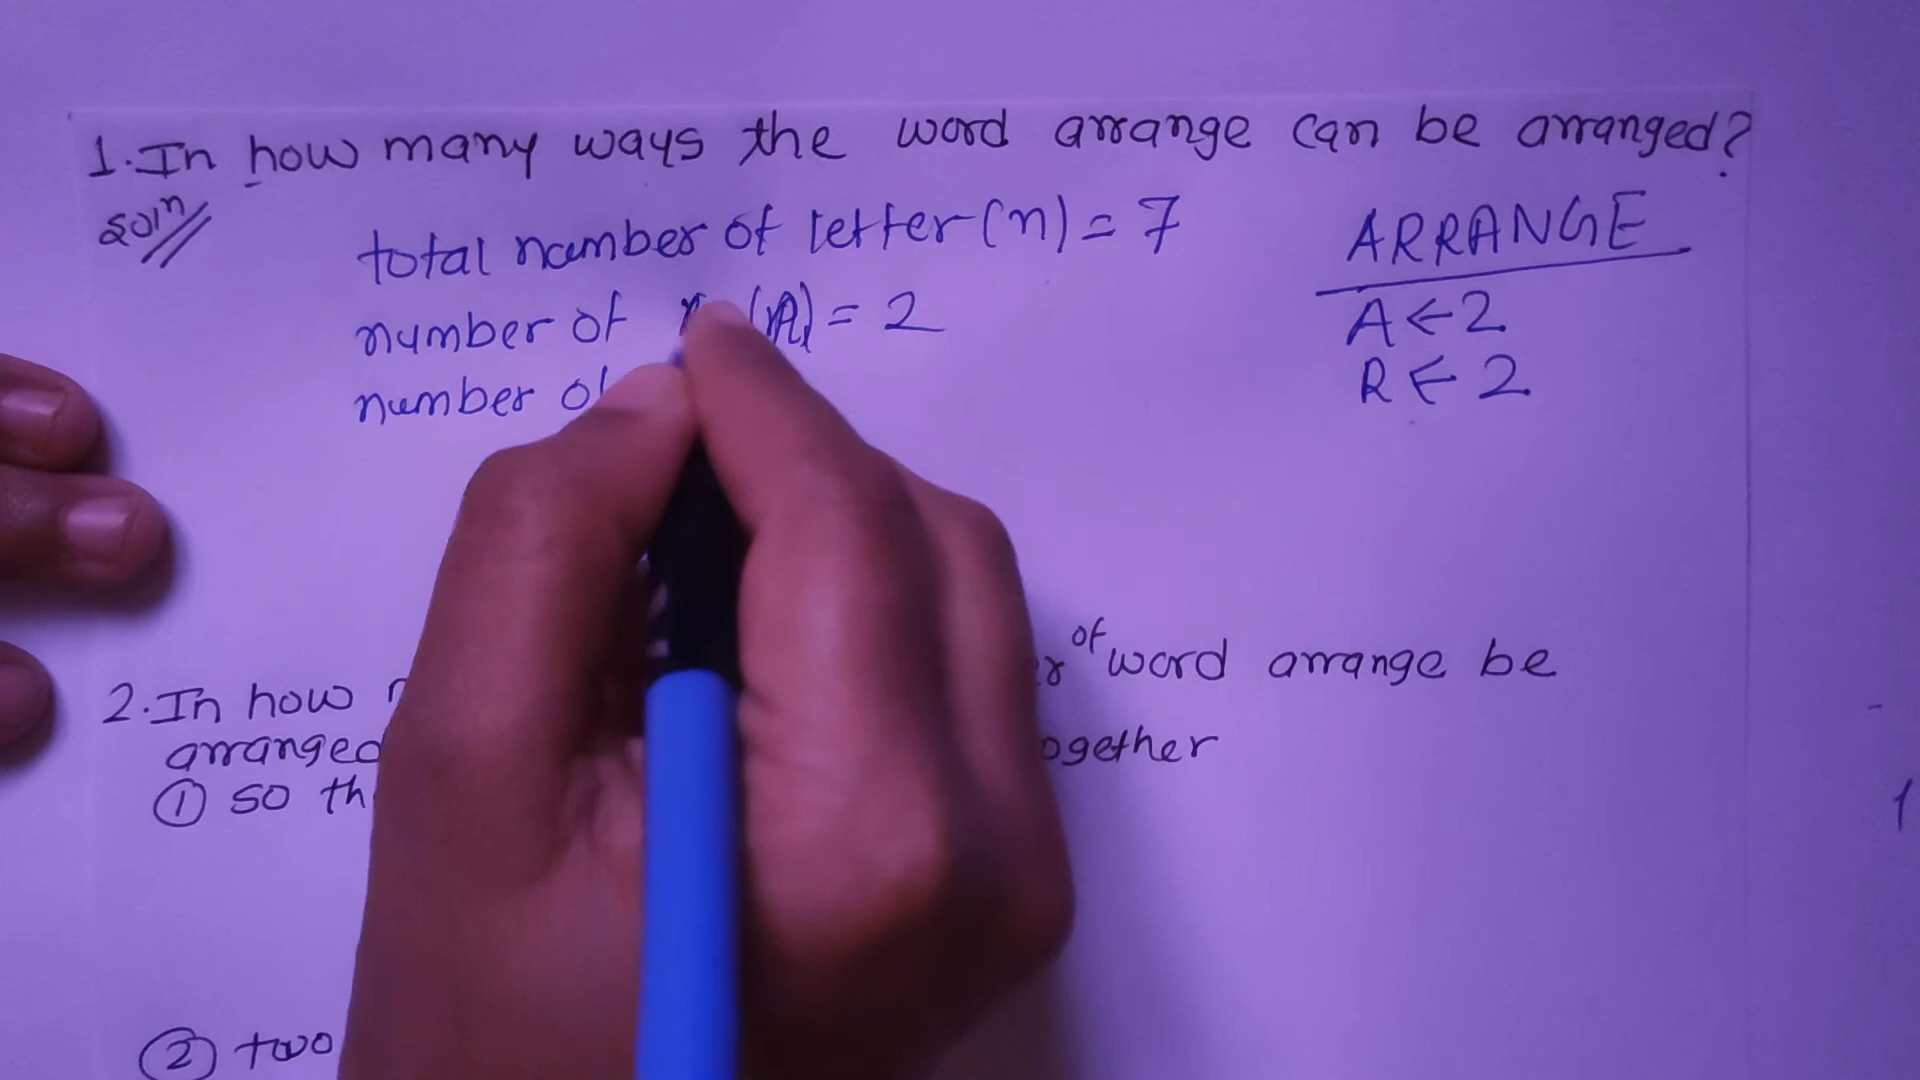 1. In how many ways the word arrange can be arranged?
Soln
total number of letter (n) = 7
number of (A) = 2
number of
ARRANGE
A ← 2
R ← 2
2. In how of word arrange be
arranged together
① so th
② two